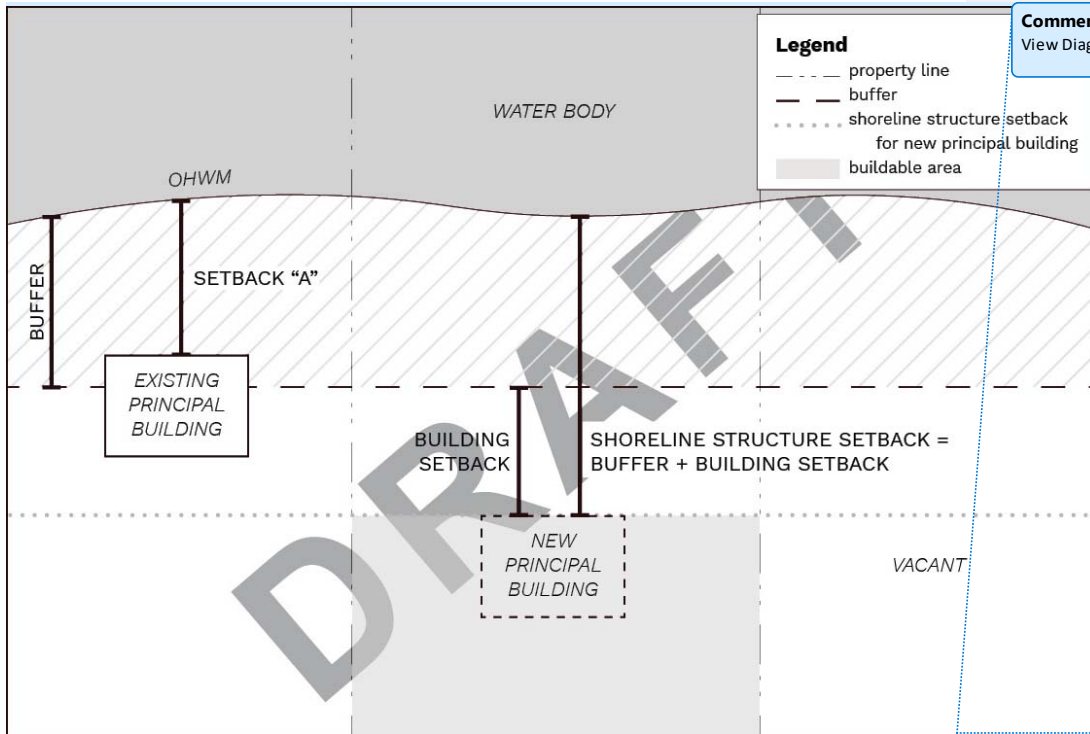 Commen
View Diag
Legend
property line
buffer
shoreline structure setback
for new principal building
buildable area
WATER BODY
OHWM
BUFFER
SETBACK “A”
EXISTING
PRINCIPAL
BUILDING
BUILDING
SETBACK
SHORELINE STRUCTURE SETBACK =
BUFFER + BUILDING SETBACK
NEW
PRINCIPAL
BUILDING
VACANT
DRAFT